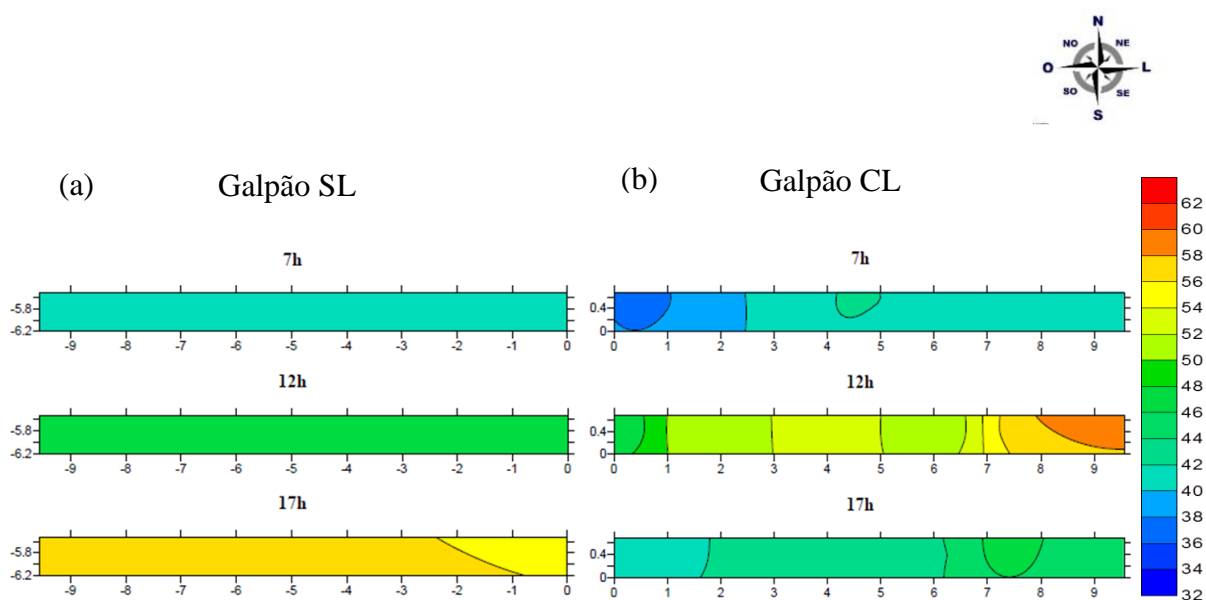 N
NO NE
O L
SO SE
S
(a) Galpão SL
(b) Galpão CL
7h
-5.8
-6.2
-9 -8 -7 -6 -5 -4 -3 -2 -1 0
7h
0.4
0
0 1 2 3 4 5 6 7 8 9
12h
-5.8
-6.2
-9 -8 -7 -6 -5 -4 -3 -2 -1 0
12h
0.4
0
0 1 2 3 4 5 6 7 8 9
17h
-5.8
-6.2
-9 -8 -7 -6 -5 -4 -3 -2 -1 0
17h
0.4
0
0 1 2 3 4 5 6 7 8 9
62
60
58
56
54
52
50
48
46
44
42
40
38
36
34
32